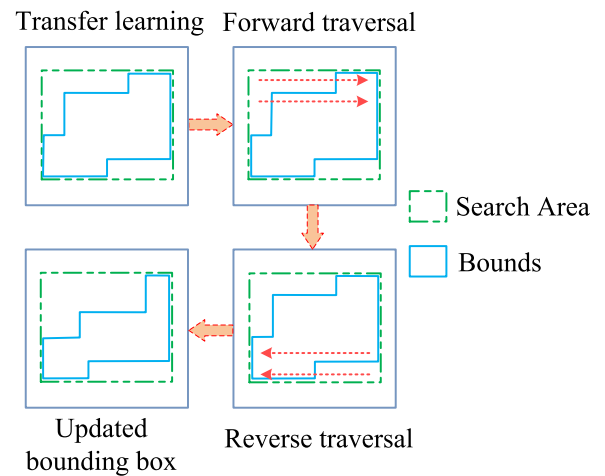 Transfer learning
Forward traversal
Search Area
Bounds
Updated
bounding box
Reverse traversal